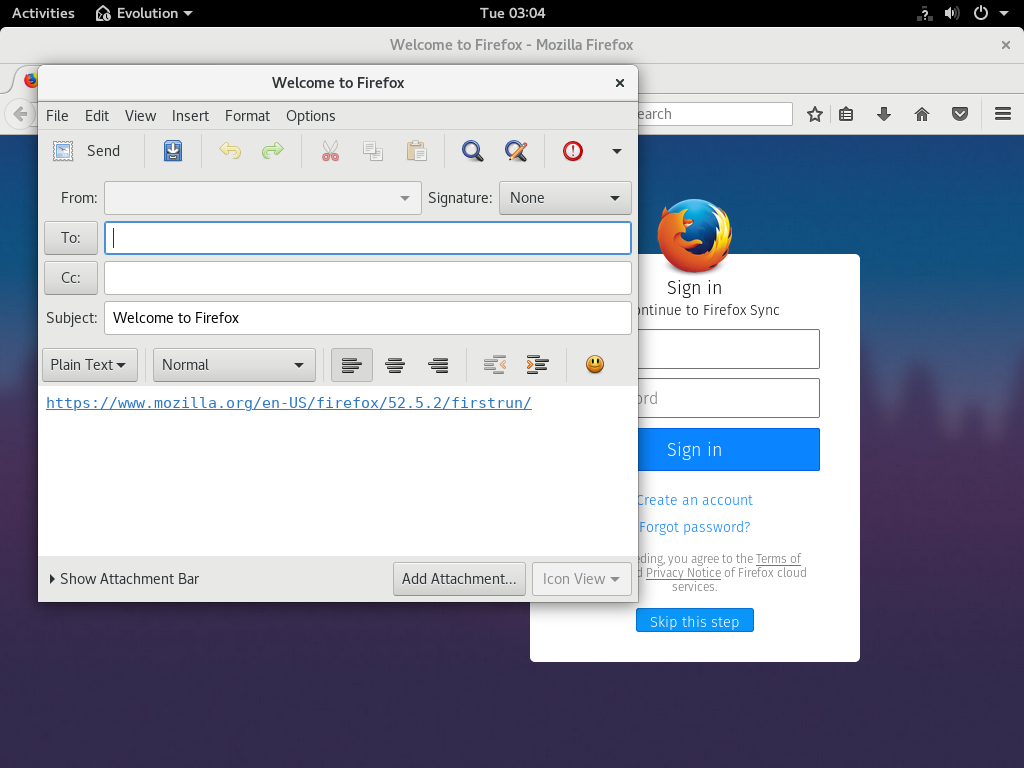 Activities Evolution Tue 03:04
Welcome to Firefox - Mozilla Firefox
Welcome to Firefox
File Edit View Insert Format Options
Send
From: Signature: None
To:
Cc:
Subject: Welcome to Firefox
Plain Text Normal
https://www.mozilla.org/en-US/firefox/52.5.2/firstrun/
Show Attachment Bar Add Attachment... Icon View
earch
Sign in
ontinue to Firefox Sync
ord
Sign in
Create an account
Forgot password?
eding, you agree to the Terms of
d Privacy Notice of Firefox cloud
services.
Skip this step